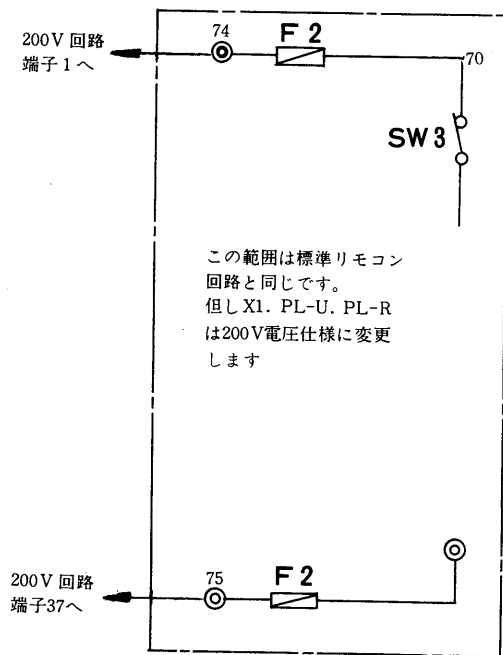 200V 回路
端子1へ
74
F 2
70
SW3
この範囲は標準リモコン
回路と同じです。
但しX1. PL-U. PL-R
は200V電圧仕様に変更
します
200V 回路
端子37へ
75
F 2